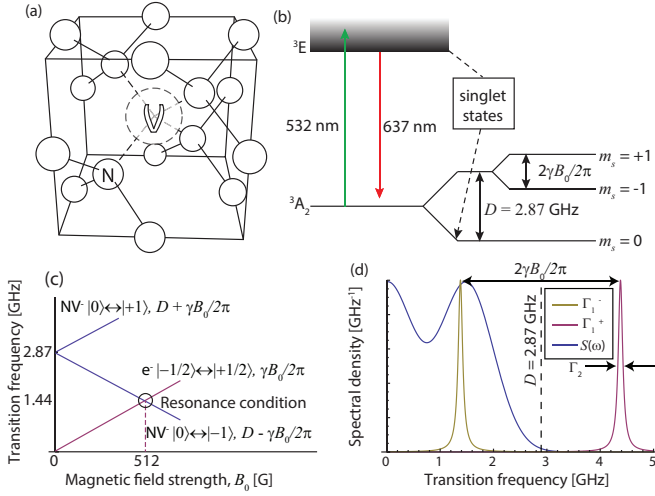 (a)
V
N
(b)
³E
532 nm
637 nm
singlet
states
³A₂
mₛ = +1
2γB₀/2π
mₛ = -1
D = 2.87 GHz
mₛ = 0
(c)
Transition frequency [GHz]
NV⁻ |0⟩↔|+1⟩, D + γB₀/2π
2.87
e⁻ |−1/2⟩↔|+1/2⟩, γB₀/2π
1.44
Resonance condition
NV⁻ |0⟩↔|−1⟩, D - γB₀/2π
0
512
Magnetic field strength, B₀ [G]
(d)
Spectral density [GHz⁻¹]
2γB₀/2π
D = 2.87 GHz
Γ₁⁻
Γ₁⁺
S(ω)
Γ₂
0 1 2 3 4 5
Transition frequency [GHz]